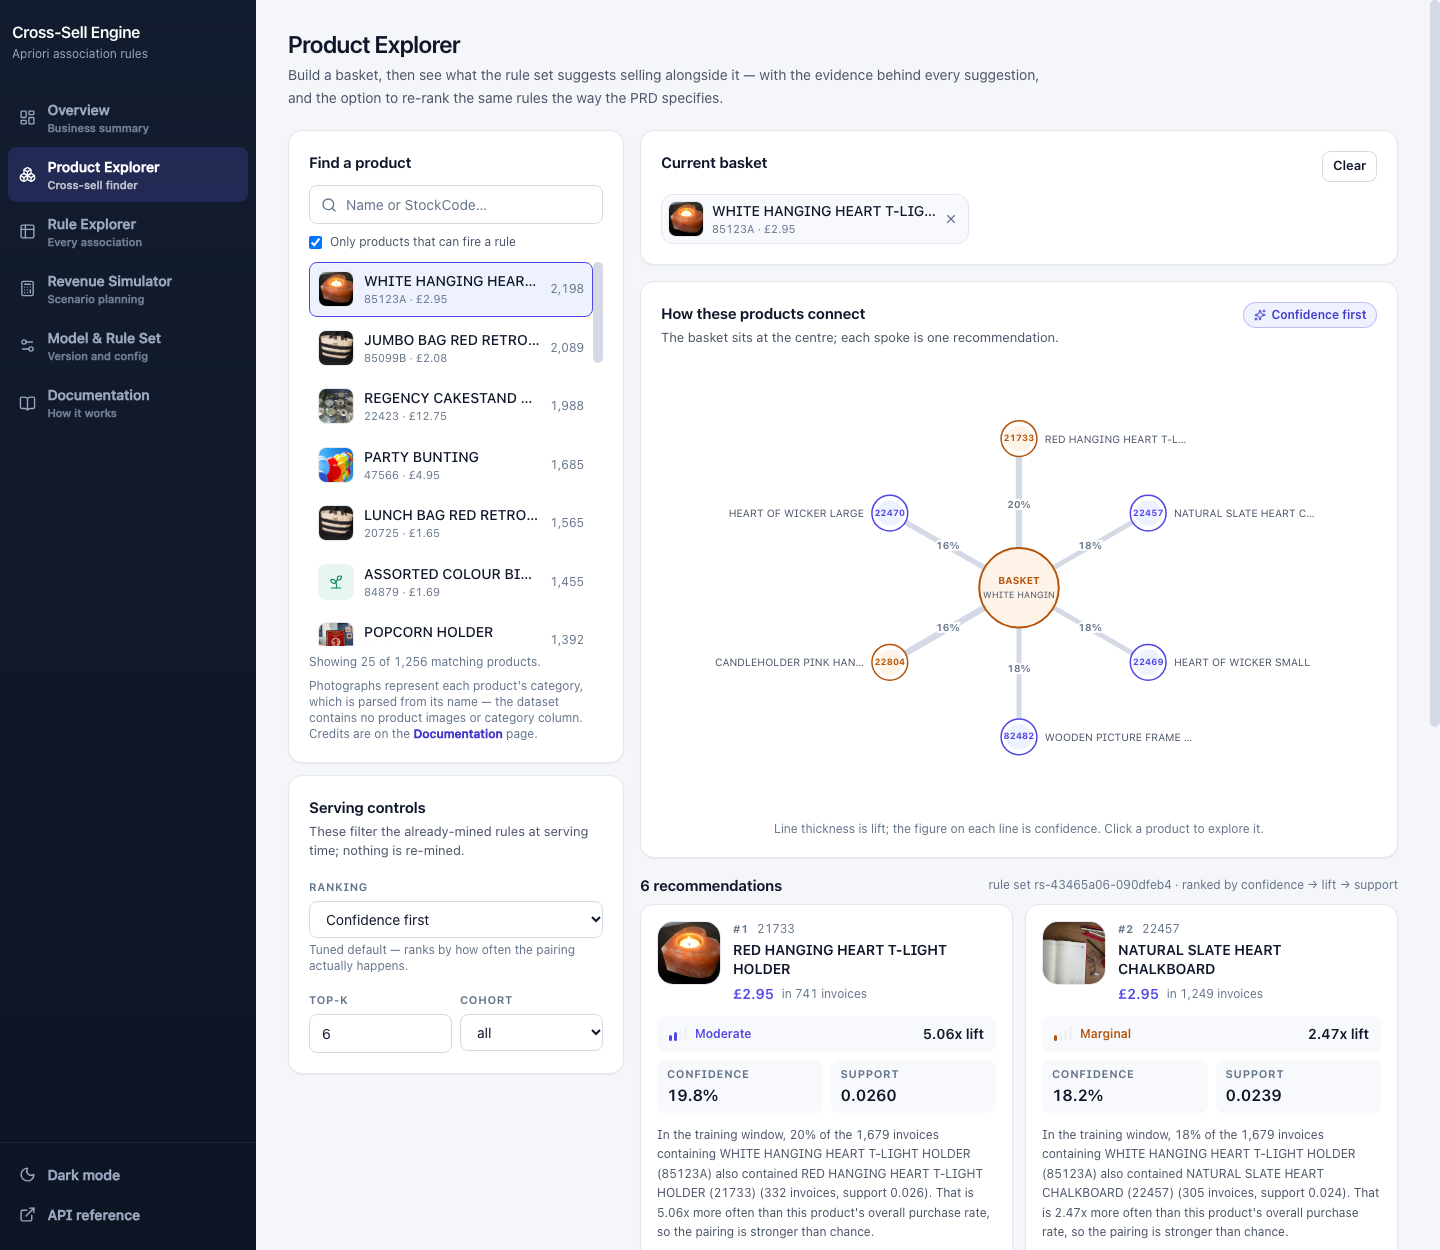 Cross-Sell Engine
Apriori association rules
Overview
Business summary
Product Explorer
Cross-sell finder
Rule Explorer
Every association
Revenue Simulator
Scenario planning
Model & Rule Set
Version and config
Documentation
How it works
Dark mode
API reference
Product Explorer
Build a basket, then see what the rule set suggests selling alongside it — with the evidence behind every suggestion,
and the option to re-rank the same rules the way the PRD specifies.
Find a product
Name or StockCode...
Only products that can fire a rule
WHITE HANGING HEAR...
85123A · £2.95
2,198
JUMBO BAG RED RETRO...
85099B · £2.08
2,089
REGENCY CAKESTAND ...
22423 · £12.75
1,988
PARTY BUNTING
47566 · £4.95
1,685
LUNCH BAG RED RETRO...
20725 · £1.65
1,565
ASSORTED COLOUR BI...
84879 · £1.69
1,455
POPCORN HOLDER
1,392
Showing 25 of 1,256 matching products.
Photographs represent each product's category,
which is parsed from its name — the dataset
contains no product images or category column.
Credits are on the Documentation page.
Serving controls
These filter the already-mined rules at serving
time; nothing is re-mined.
RANKING
Confidence first
Tuned default — ranks by how often the pairing
actually happens.
TOP-K
COHORT
6
all
Current basket
Clear
WHITE HANGING HEART T-LIG...
85123A · £2.95
How these products connect
Confidence first
The basket sits at the centre; each spoke is one recommendation.
21733
RED HANGING HEART T-L...
20%
HEART OF WICKER LARGE
22470
16%
22457
NATURAL SLATE HEART C...
18%
BASKET
WHITE HANGIN
CANDLEHOLDER PINK HAN...
22804
16%
22469
HEART OF WICKER SMALL
18%
18%
82482
WOODEN PICTURE FRAME ...
Line thickness is lift; the figure on each line is confidence. Click a product to explore it.
6 recommendations
rule set rs-43465a06-090dfeb4 · ranked by confidence → lift → support
#1 21733
RED HANGING HEART T-LIGHT
HOLDER
£2.95 in 741 invoices
Moderate
5.06x lift
CONFIDENCE
19.8%
SUPPORT
0.0260
In the training window, 20% of the 1,679 invoices
containing WHITE HANGING HEART T-LIGHT HOLDER
(85123A) also contained RED HANGING HEART T-LIGHT
HOLDER (21733) (332 invoices, support 0.026). That is
5.06x more often than this product's overall purchase rate,
so the pairing is stronger than chance.
#2 22457
NATURAL SLATE HEART
CHALKBOARD
£2.95 in 1,249 invoices
Marginal
2.47x lift
CONFIDENCE
18.2%
SUPPORT
0.0239
In the training window, 18% of the 1,679 invoices
containing WHITE HANGING HEART T-LIGHT HOLDER
(85123A) also contained NATURAL SLATE HEART
CHALKBOARD (22457) (305 invoices, support 0.024). That
is 2.47x more often than this product's overall purchase
rate, so the pairing is stronger than chance.